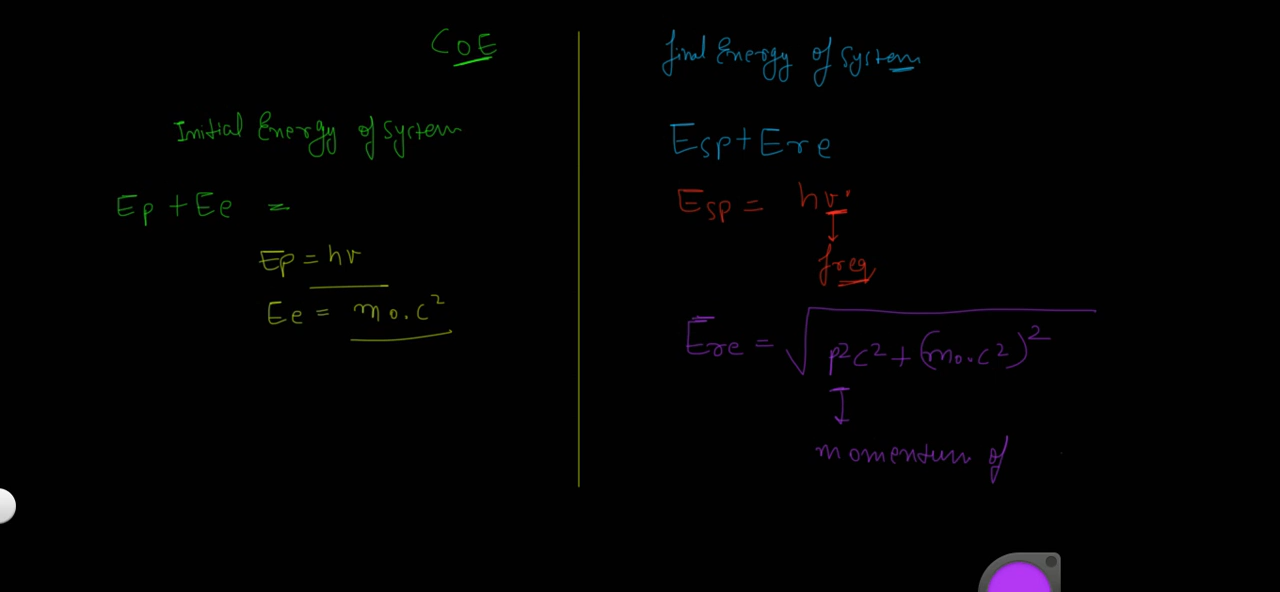 COE
Initial Energy of System
Ep + Ee =
Ep = hν
Ee = m₀.c²
final Energy of System
Esp + Ere
Esp = hν'
freq
Ere = √p²c² + (m₀.c²)²
momentum of